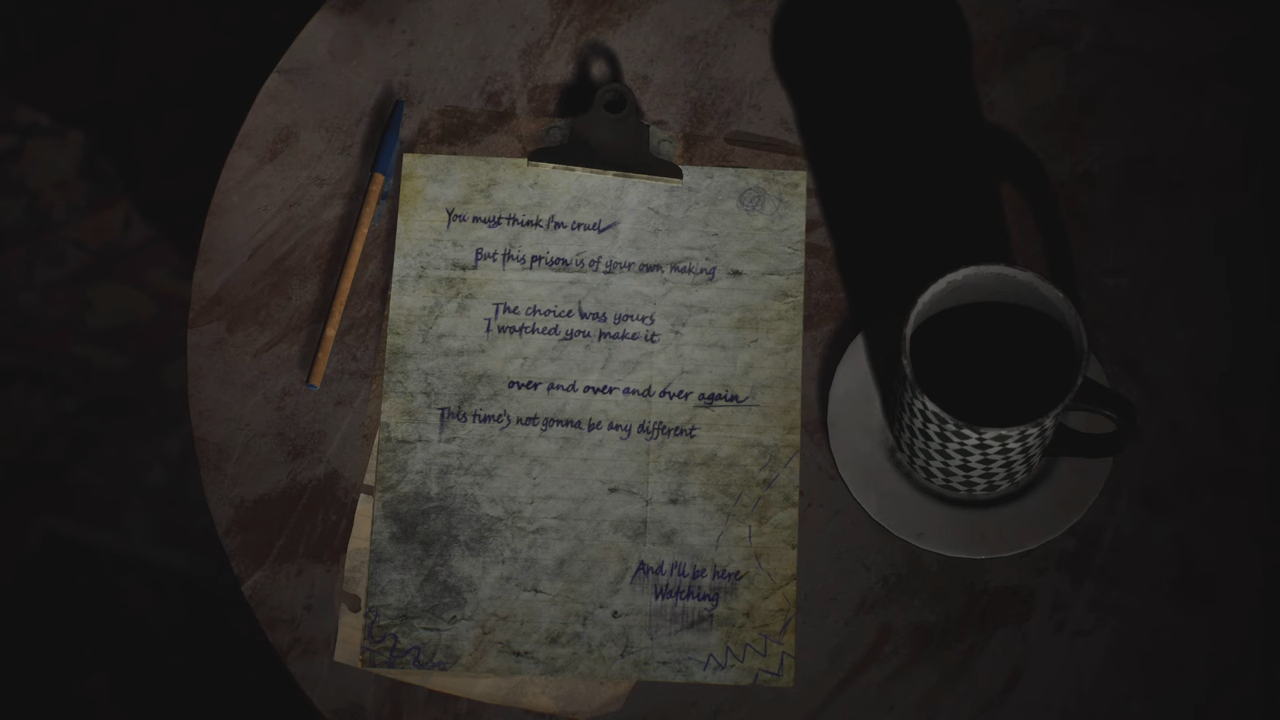 You must think I'm cruel
But this prison is of your own making
The choice was yours
I watched you make it
over and over and over again
This time's not gonna be any different
And I'll be here
Watching